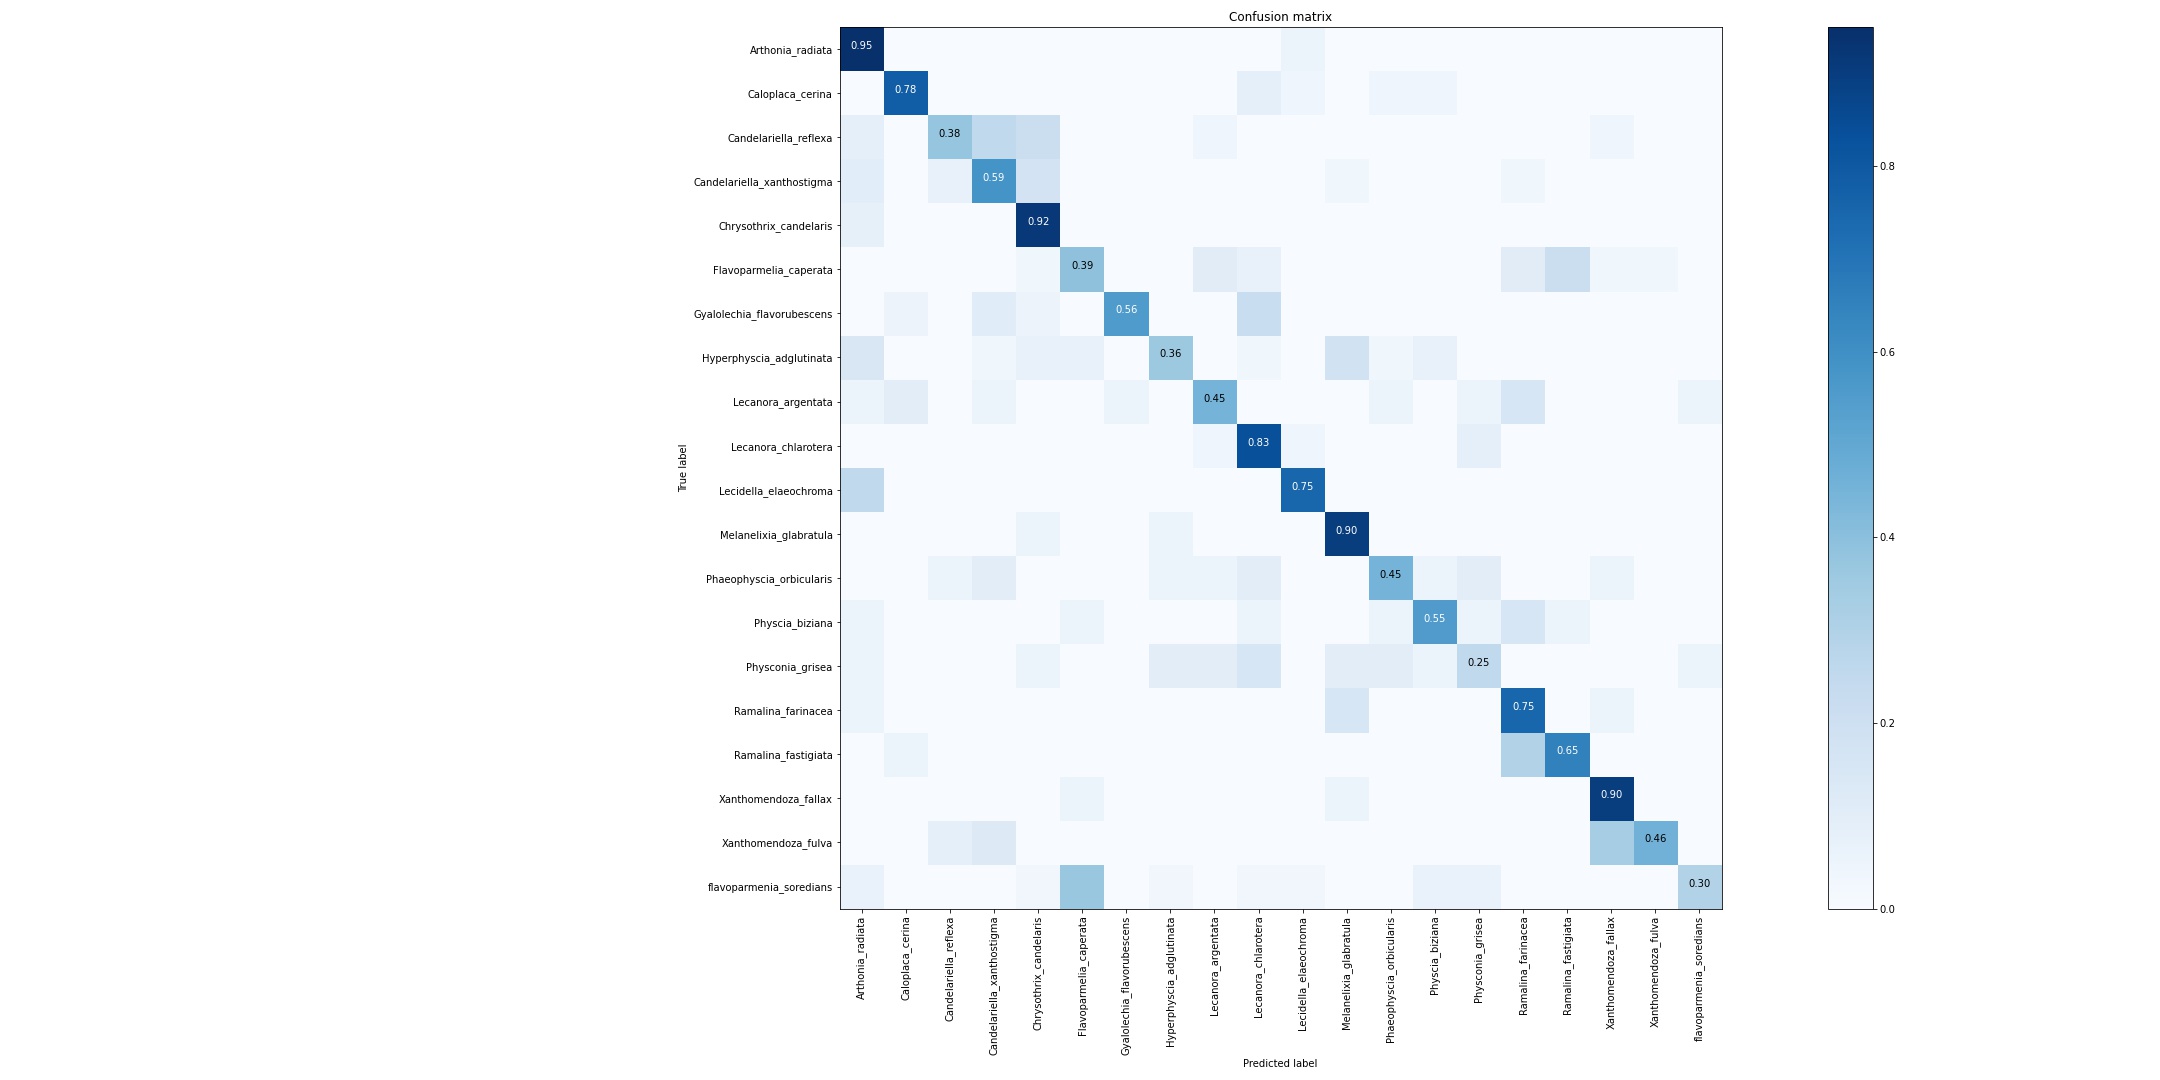 Confusion matrix
Arthonia_radiata
0.95
Caloplaca_cerina
0.78
Candelariella_reflexa
0.38
Candelariella_xanthostigma
0.59
0.8
Chrysothrix_candelaris
0.92
Flavoparmelia_caperata
0.39
Gyalolechia_flavorubescens
0.56
Hyperphyscia_adglutinata
0.36
0.6
Lecanora_argentata
0.45
Lecanora_chlarotera
0.83
True label
Lecidella_elaeochroma
0.75
Melanelixia_glabratula
0.90
0.4
Phaeophyscia_orbicularis
0.45
Physcia_biziana
0.55
Physconia_grisea
0.25
Ramalina_farinacea
0.75
0.2
Ramalina_fastigiata
0.65
Xanthomendoza_fallax
0.90
Xanthomendoza_fulva
0.46
flavoparmenia_soredians
0.30
0.0
Arthonia_radiata
Caloplaca_cerina
Candelariella_reflexa
Candelariella_xanthostigma
Chrysothrix_candelaris
Flavoparmelia_caperata
Gyalolechia_flavorubescens
Hyperphyscia_adglutinata
Lecanora_argentata
Lecanora_chlarotera
Lecidella_elaeochroma
Melanelixia_glabratula
Phaeophyscia_orbicularis
Physcia_biziana
Physconia_grisea
Ramalina_farinacea
Ramalina_fastigiata
Xanthomendoza_fallax
Xanthomendoza_fulva
flavoparmenia_soredians
Predicted label